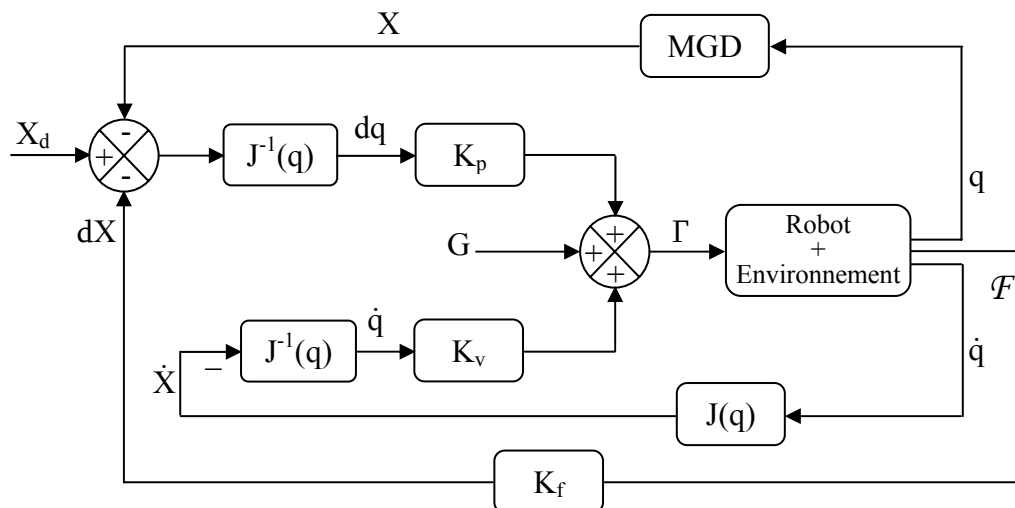 X
MGD
X_d
-
+
-
J⁻¹(q)
dq
K_p
q
dX
G
+
+
+
Γ
Robot
+
Environnement
ℱ
Ẋ
–
J⁻¹(q)
q̇
K_v
q̇
J(q)
K_f